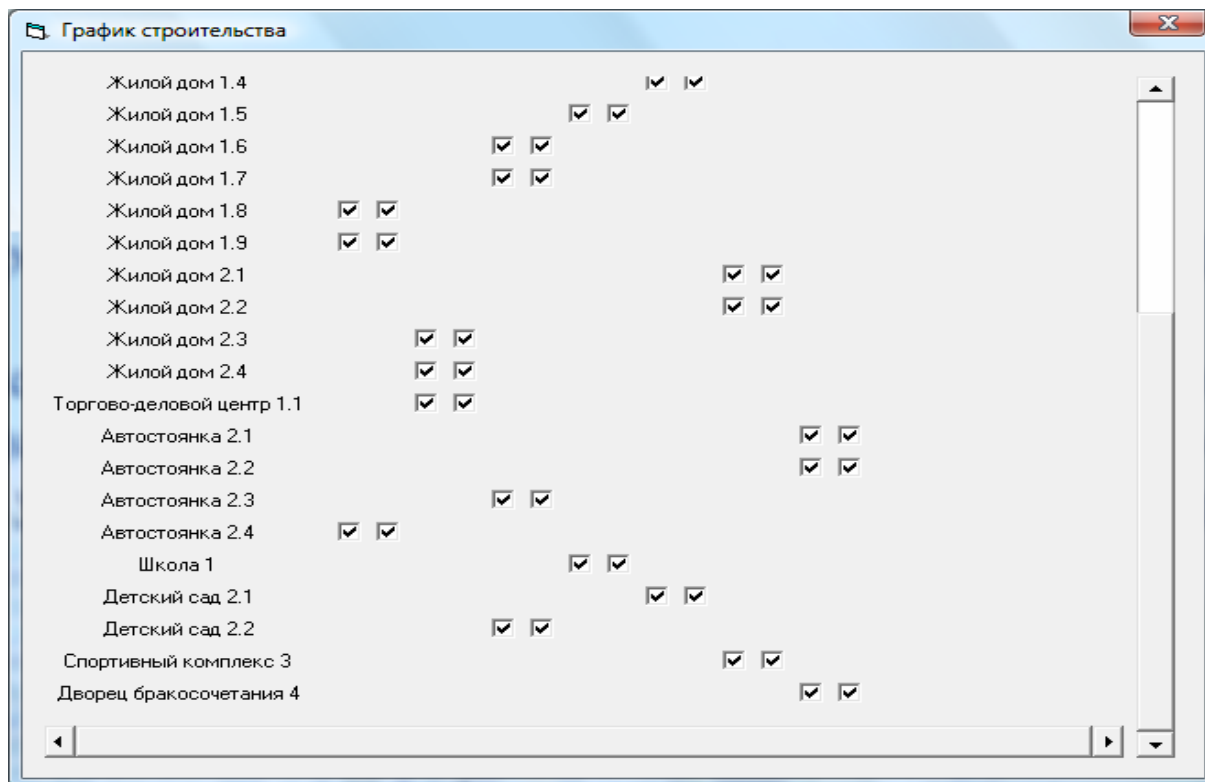 График строительства
Жилой дом 1.4
Жилой дом 1.5
Жилой дом 1.6
Жилой дом 1.7
Жилой дом 1.8
Жилой дом 1.9
Жилой дом 2.1
Жилой дом 2.2
Жилой дом 2.3
Жилой дом 2.4
Торгово-деловой центр 1.1
Автостоянка 2.1
Автостоянка 2.2
Автостоянка 2.3
Автостоянка 2.4
Школа 1
Детский сад 2.1
Детский сад 2.2
Спортивный комплекс 3
Дворец бракосочетания 4